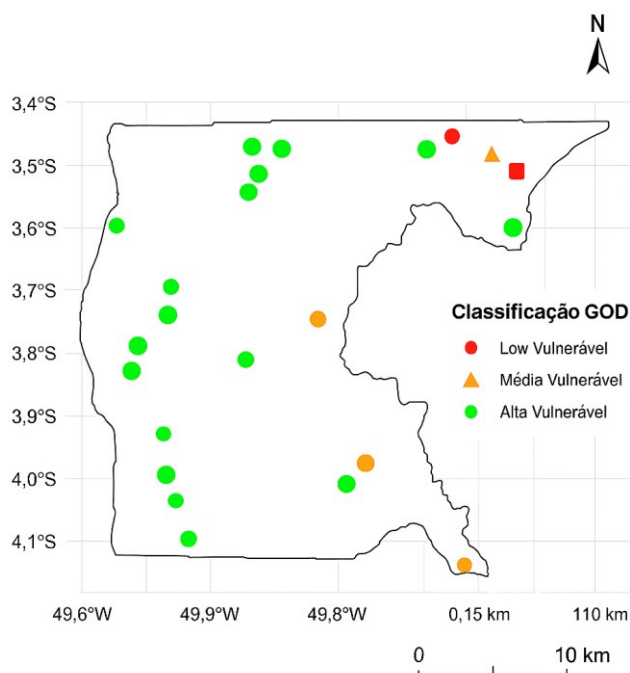 N
3,4°S
3,5°S
3,6°S
3,7°S
3,8°S
3,9°S
4,0°S
4,1°S
Classificação GOD
Low Vulnerável
Média Vulnerável
Alta Vulnerável
49,6°W 49,9°W 49,8°W 0,15 km 110 km
0 10 km